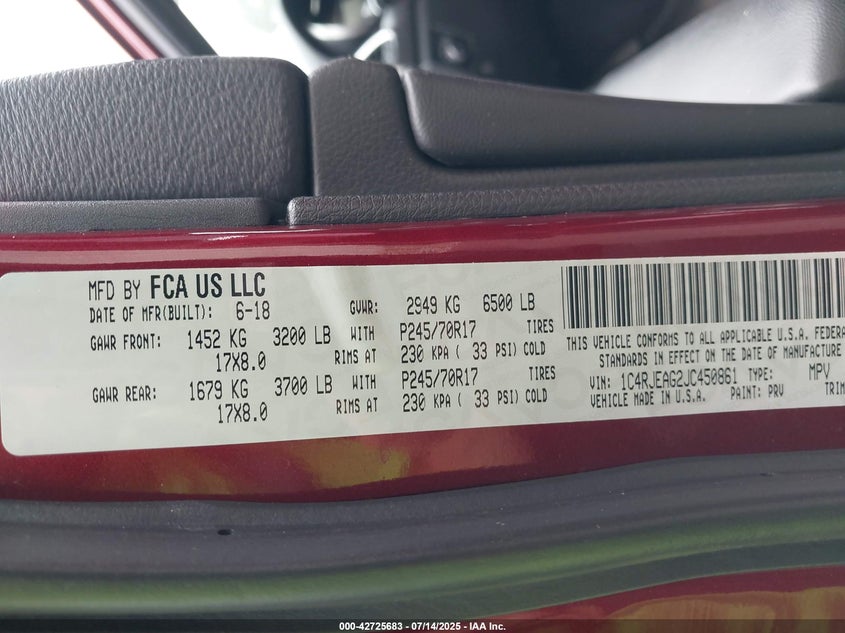 MFD BY FCA US LLC
DATE OF MFR(BUILT): 6-18 GVWR: 2949 KG 6500 LB
GAWR FRONT: 1452 KG 3200 LB WITH P245/70R17 TIRES
17X8.0 RIMS AT 230 KPA ( 33 PSI) COLD
GAWR REAR: 1679 KG 3700 LB WITH P245/70R17 TIRES
17X8.0 RIMS AT 230 KPA ( 33 PSI) COLD
THIS VEHICLE CONFORMS TO ALL APPLICABLE U.S.A. FEDERA
STANDARDS IN EFFECT ON THE DATE OF MANUFACTURE
VIN: 1C4RJEAG2JC450861 TYPE: MPV
VEHICLE MADE IN U.S.A. PAINT: PRV TRIM
000-42725683 - 07/14/2025 - IAA Inc.